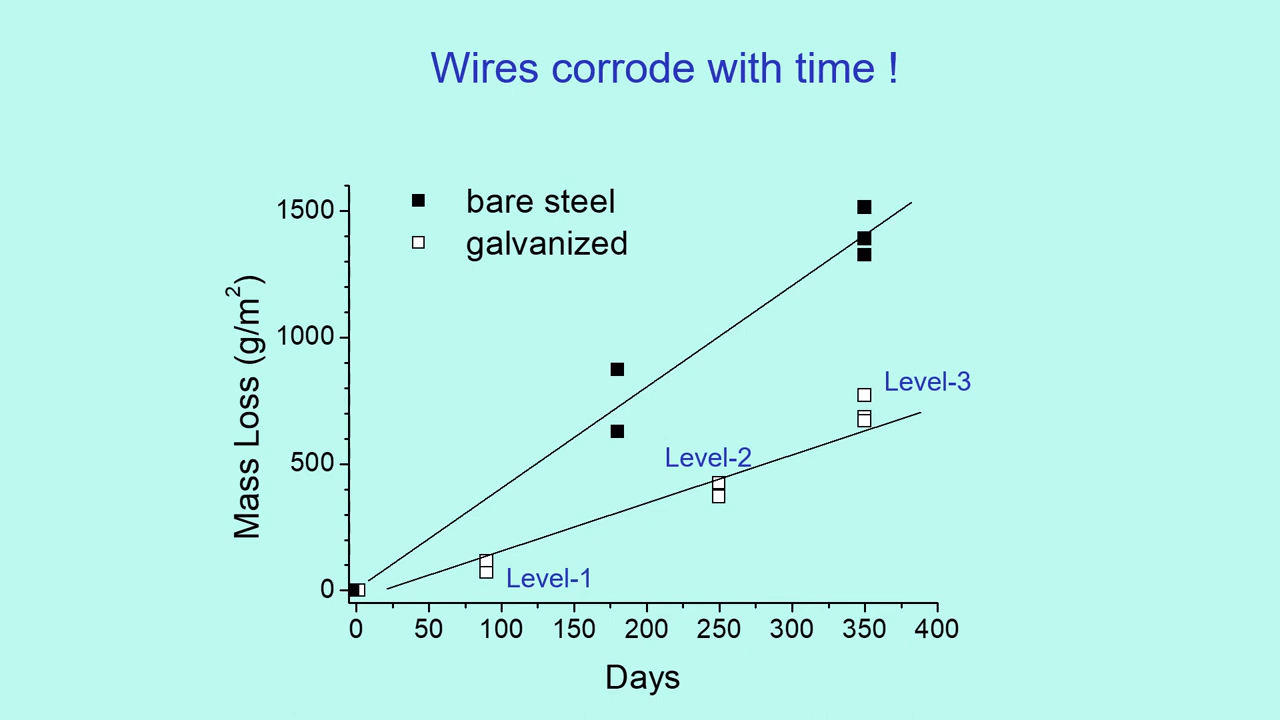 Wires corrode with time !
bare steel
galvanized
1500
1000
500
0
Mass Loss (g/m²)
Level-3
Level-2
Level-1
0 50 100 150 200 250 300 350 400
Days